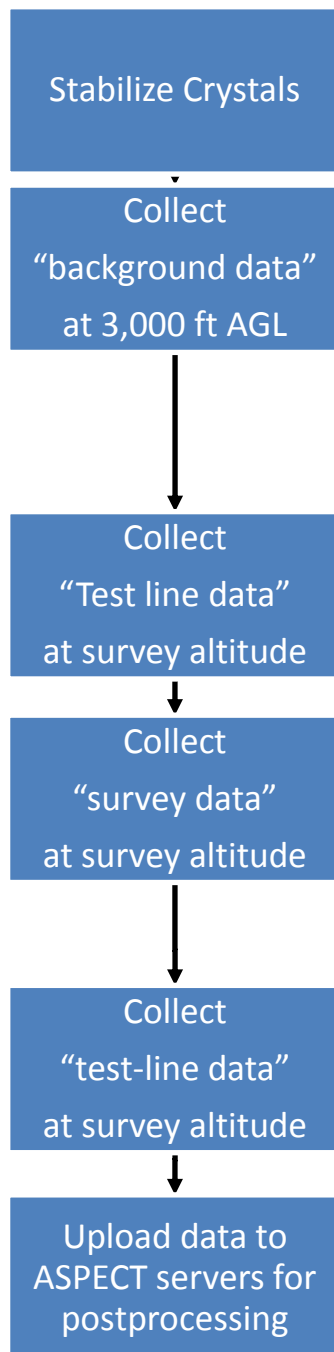 Stabilize Crystals
Collect
“background data”
at 3,000 ft AGL
Collect
“Test line data”
at survey altitude
Collect
“survey data”
at survey altitude
Collect
“test-line data”
at survey altitude
Upload data to
ASPECT servers for
postprocessing